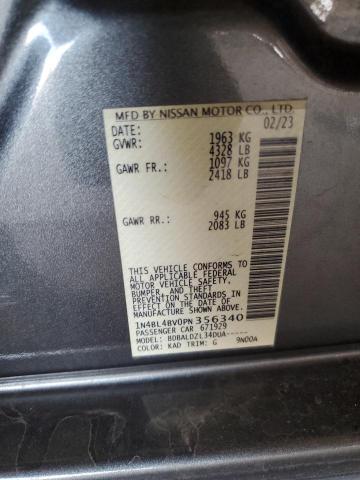 MFD BY NISSAN MOTOR CO., LTD.
DATE: 02/23
GVWR: 1963 KG
4328 LB
GAWR FR: 1097 KG
2418 LB
GAWR RR: 945 KG
2083 LB
THIS VEHICLE CONFORMS TO
ALL APPLICABLE FEDERAL
MOTOR VEHICLE SAFETY,
BUMPER, AND THEFT
PREVENTION STANDARDS IN
EFFECT ON THE DATE OF
MANUFACTURE SHOWN ABOVE.
1N4BL4BV0PN 356340
PASSENGER CAR 671929
MODEL: BDBALDZL34DUA-----
COLOR: KAD TRIM: G 9N00A